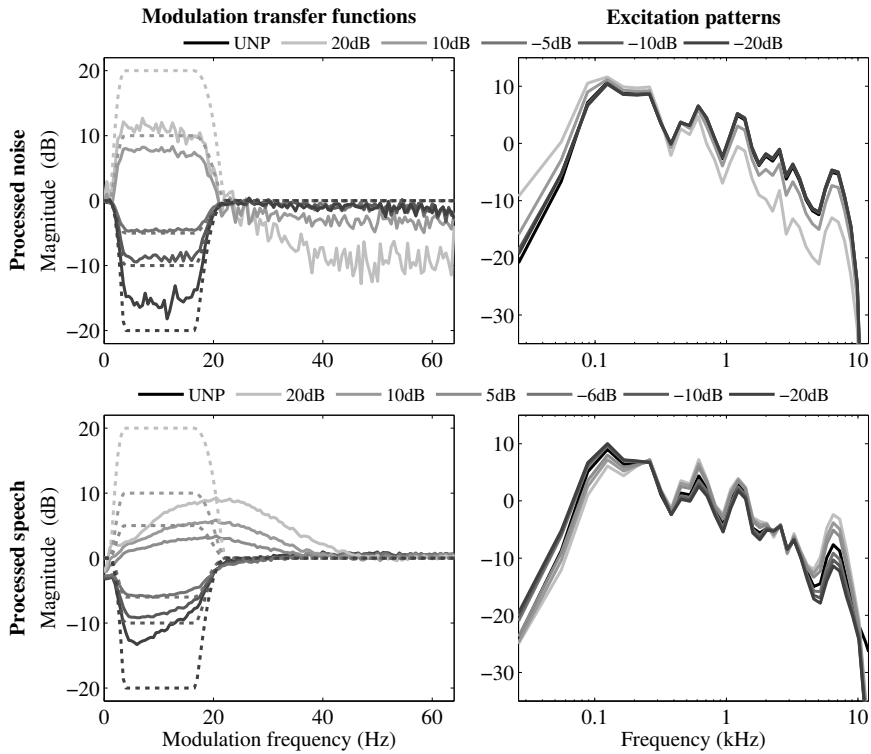 Modulation transfer functions
Excitation patterns
UNP 20dB 10dB −5dB −10dB −20dB
Processed noise
Magnitude (dB)
20
10
0
−10
−20
0 20 40 60
10
0
−10
−20
−30
0.1 1 10
UNP 20dB 10dB 5dB −6dB −10dB −20dB
Processed speech
Magnitude (dB)
20
10
0
−10
−20
0 20 40 60
Modulation frequency (Hz)
10
0
−10
−20
−30
0.1 1 10
Frequency (kHz)